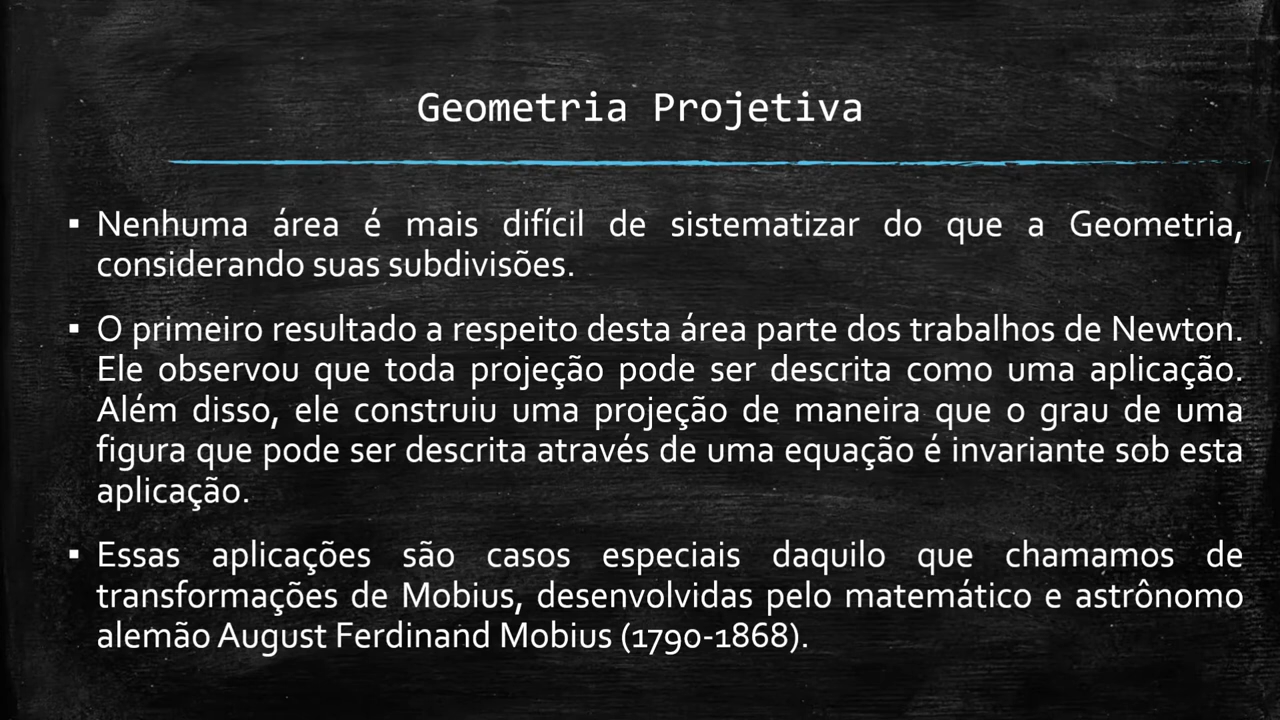 Geometria Projetiva
▪ Nenhuma área é mais difícil de sistematizar do que a Geometria,
considerando suas subdivisões.
▪ O primeiro resultado a respeito desta área parte dos trabalhos de Newton.
Ele observou que toda projeção pode ser descrita como uma aplicação.
Além disso, ele construiu uma projeção de maneira que o grau de uma
figura que pode ser descrita através de uma equação é invariante sob esta
aplicação.
▪ Essas aplicações são casos especiais daquilo que chamamos de
transformações de Mobius, desenvolvidas pelo matemático e astrônomo
alemão August Ferdinand Mobius (1790-1868).